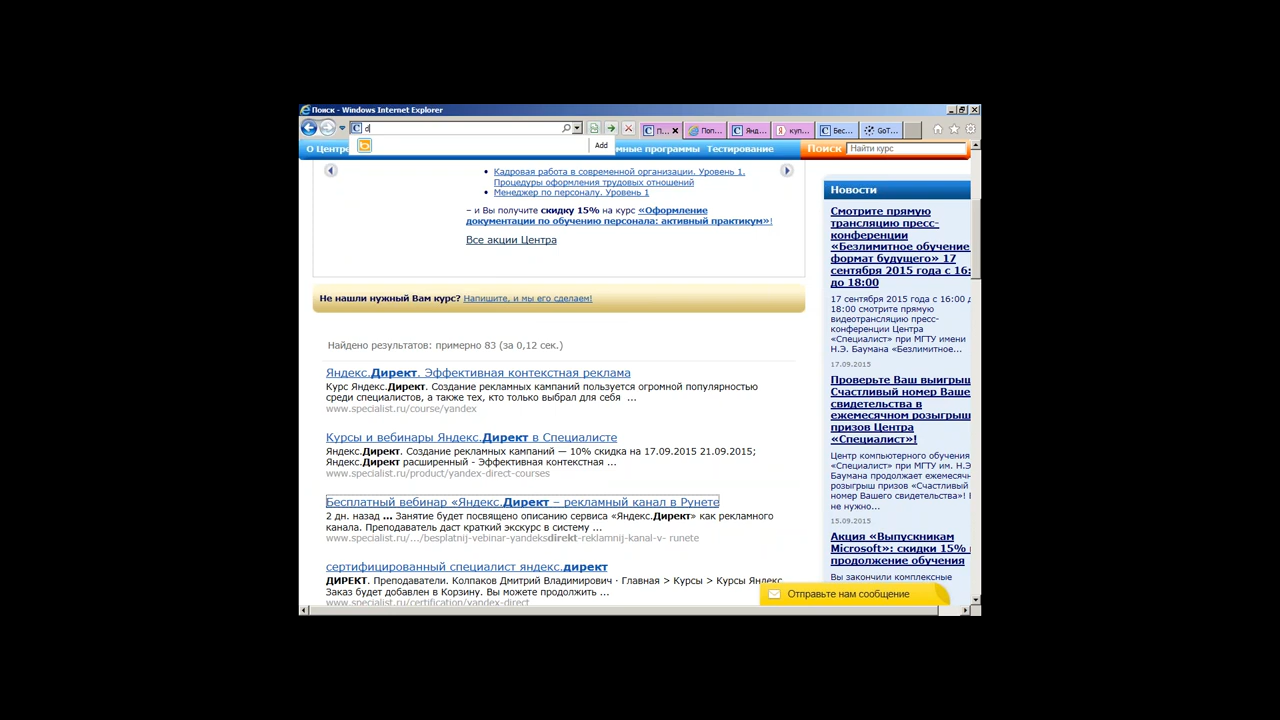 Поиск - Windows Internet Explorer
d
П...
Поп...
Янд...
куп...
Бес...
GoT...
Add
О Центре
мные программы Тестирование
Поиск Найти курс
Кадровая работа в современной организации. Уровень 1.
Процедуры оформления трудовых отношений
Менеджер по персоналу. Уровень 1
– и Вы получите скидку 15% на курс «Оформление
документации по обучению персонала: активный практикум»!
Все акции Центра
Не нашли нужный Вам курс? Напишите, и мы его сделаем!
Найдено результатов: примерно 83 (за 0,12 сек.)
Яндекс.Директ. Эффективная контекстная реклама
Курс Яндекс.Директ. Создание рекламных кампаний пользуется огромной популярностью
среди специалистов, а также тех, кто только выбрал для себя ...
www.specialist.ru/course/yandex
Курсы и вебинары Яндекс.Директ в Специалисте
Яндекс.Директ. Создание рекламных кампаний — 10% скидка на 17.09.2015 21.09.2015;
Яндекс.Директ расширенный - Эффективная контекстная ...
www.specialist.ru/product/yandex-direct-courses
Бесплатный вебинар «Яндекс.Директ – рекламный канал в Рунете
2 дн. назад ... Занятие будет посвящено описанию сервиса «Яндекс.Директ» как рекламного
канала. Преподаватель даст краткий экскурс в систему ...
www.specialist.ru/.../besplatnij-vebinar-yandeksdirekt-reklamnij-kanal-v- runete
сертифицированный специалист яндекс.директ
ДИРЕКТ. Преподаватели. Колпаков Дмитрий Владимирович · Главная > Курсы > Курсы Яндекс
Заказ будет добавлен в Корзину. Вы можете продолжить ...
www.specialist.ru/certification/yandex-direct
Новости
Смотрите прямую
трансляцию пресс-
конференции
«Безлимитное обучение
формат будущего» 17
сентября 2015 года с 16:
до 18:00
17 сентября 2015 года с 16:00 д
18:00 смотрите прямую
видеотрансляцию пресс-
конференции Центра
«Специалист» при МГТУ имени
Н.Э. Баумана «Безлимитное...
17.09.2015
Проверьте Ваш выигрыш
Счастливый номер Ваше
свидетельства в
ежемесячном розыгрыш
призов Центра
«Специалист»!
Центр компьютерного обучения
«Специалист» при МГТУ им. Н.Э
Баумана продолжает ежемесячн
розыгрыш призов «Счастливый
номер Вашего свидетельства»! Е
не нужно...
15.09.2015
Акция «Выпускникам
Microsoft»: скидки 15%
продолжение обучения
Вы закончили комплексные
Отправьте нам сообщение